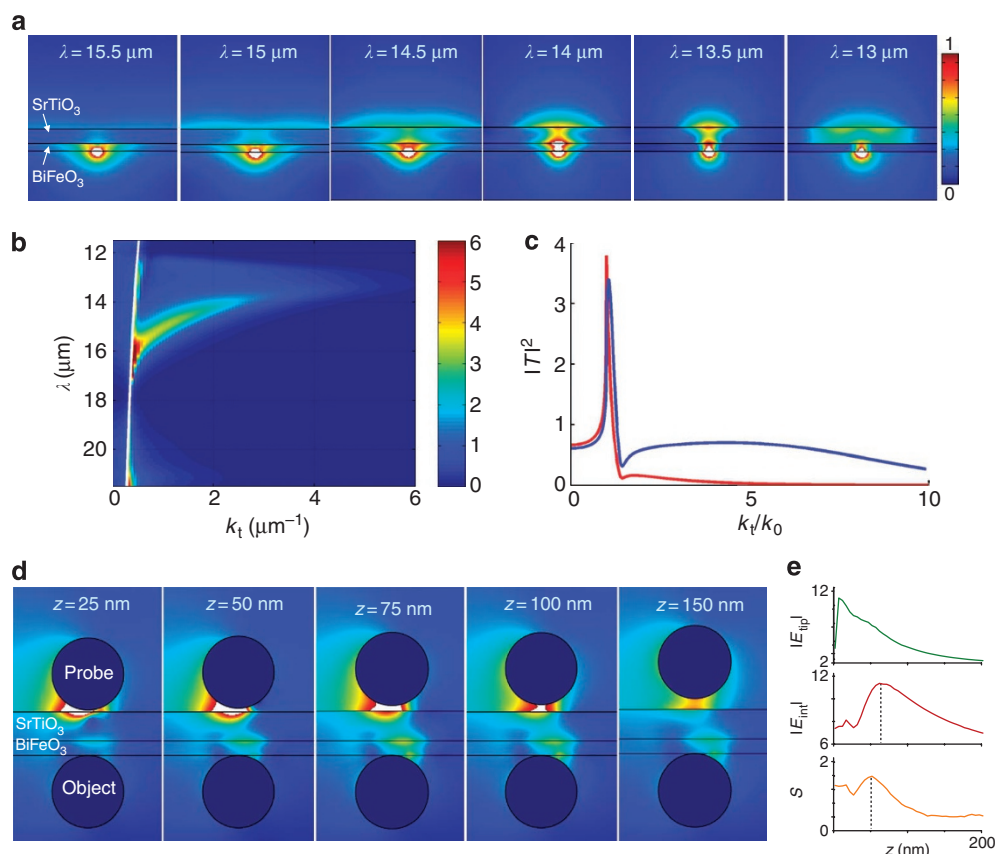 a
λ = 15.5 μm
λ = 15 μm
λ = 14.5 μm
λ = 14 μm
λ = 13.5 μm
λ = 13 μm
1
0
SrTiO₃
BiFeO₃
b
12
14
16
18
20
λ (μm)
0
2
4
6
kt (μm⁻¹)
6
5
4
3
2
1
0
c
4
3
2
1
0
|T|²
0
5
10
kt/k0
d
z = 25 nm
z = 50 nm
z = 75 nm
z = 100 nm
z = 150 nm
Probe
SrTiO₃
BiFeO₃
Object
e
12
2
|Etip|
12
6
|Eint|
2
0
S
z (nm)
200